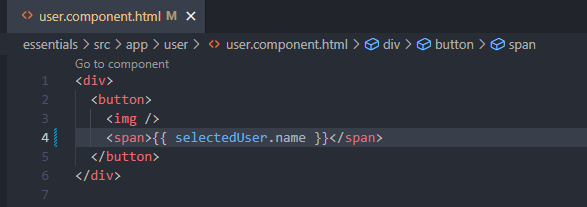 user.component.html ×
essentials > src > app > user > user.component.html > div > button > span
Go to component
1 <div>
2 <button>
3 <img />
4 <span>{{ selectedUser.name }}</span>
5 </button>
6 </div>
7